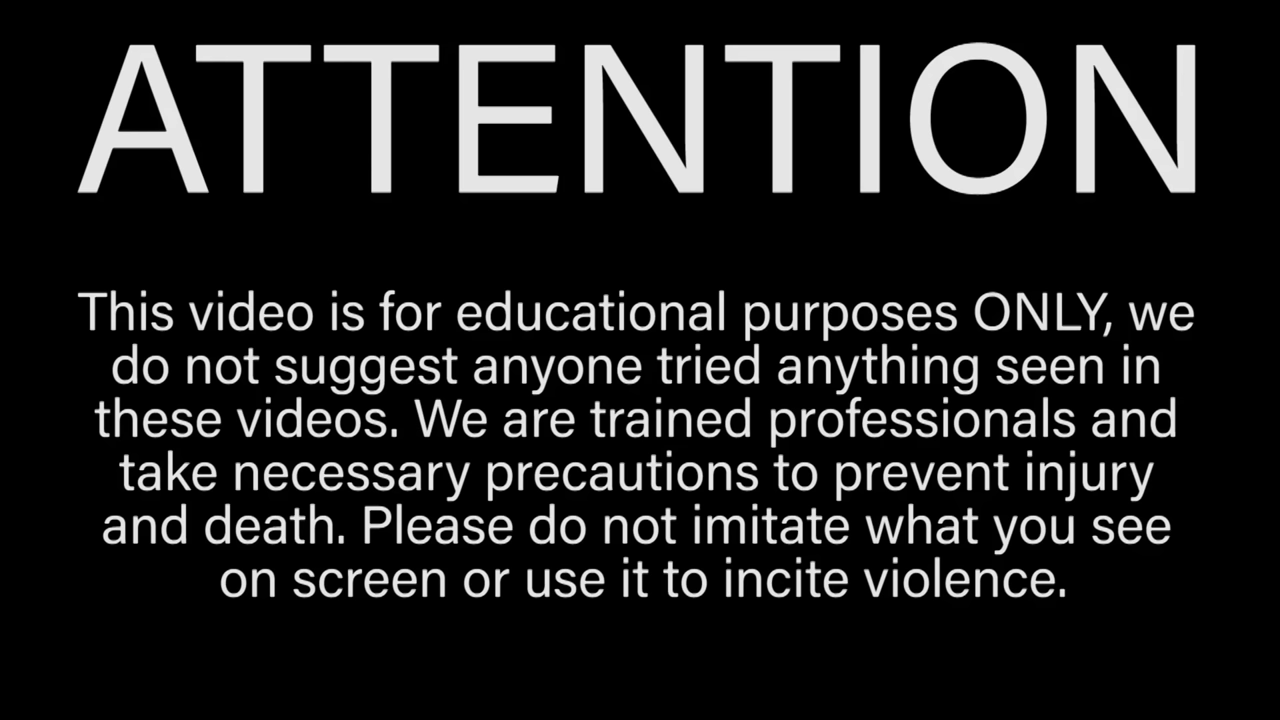 ATTENTION
This video is for educational purposes ONLY, we
do not suggest anyone tried anything seen in
these videos. We are trained professionals and
take necessary precautions to prevent injury
and death. Please do not imitate what you see
on screen or use it to incite violence.